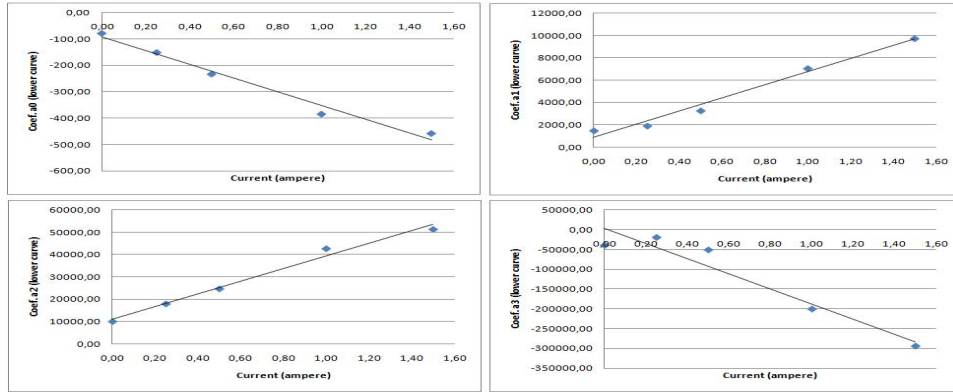 0,00
0,00 0,20 0,40 0,60 0,80 1,00 1,20 1,40 1,60
-100,00
-200,00
-300,00
-400,00
-500,00
-600,00
Coef. a0 (lower curve)
Current (ampere)
12000,00
10000,00
8000,00
6000,00
4000,00
2000,00
0,00
0,00 0,20 0,40 0,60 0,80 1,00 1,20 1,40 1,60
Coef. a1 (lower curve)
Current (ampere)
60000,00
50000,00
40000,00
30000,00
20000,00
10000,00
0,00
0,00 0,20 0,40 0,60 0,80 1,00 1,20 1,40 1,60
Coef. a2 (lower curve)
Current (ampere)
50000,00
0,00
0,00 0,20 0,40 0,60 0,80 1,00 1,20 1,40 1,60
-50000,00
-100000,00
-150000,00
-200000,00
-250000,00
-300000,00
-350000,00
Coef. a3 (lower curve)
Current (ampere)